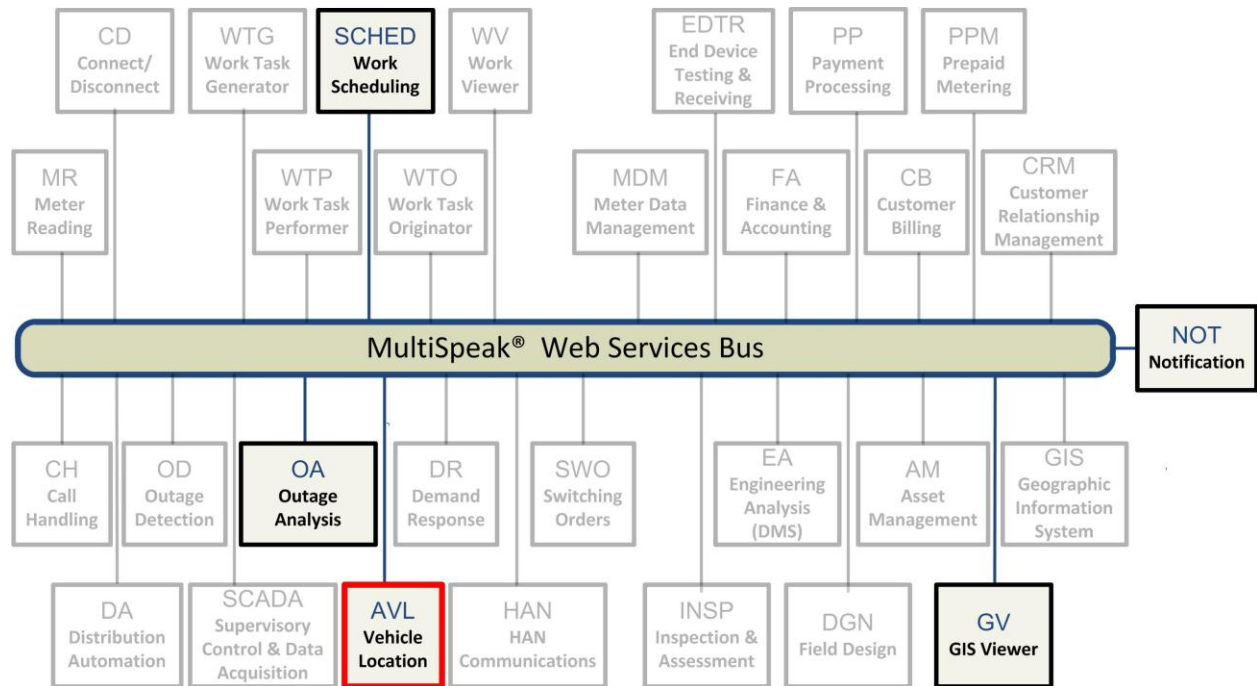 CD
Connect/
Disconnect
WTG
Work Task
Generator
SCHED
Work
Scheduling
WV
Work
Viewer
EDTR
End Device
Testing &
Receiving
PP
Payment
Processing
PPM
Prepaid
Metering
MR
Meter
Reading
WTP
Work Task
Performer
WTO
Work Task
Originator
MDM
Meter Data
Management
FA
Finance &
Accounting
CB
Customer
Billing
CRM
Customer
Relationship
Management
MultiSpeak® Web Services Bus
NOT
Notification
CH
Call
Handling
OD
Outage
Detection
OA
Outage
Analysis
DR
Demand
Response
SWO
Switching
Orders
EA
Engineering
Analysis
(DMS)
AM
Asset
Management
GIS
Geographic
Information
System
DA
Distribution
Automation
SCADA
Supervisory
Control & Data
Acquisition
AVL
Vehicle
Location
HAN
HAN
Communications
INSP
Inspection &
Assessment
DGN
Field Design
GV
GIS Viewer